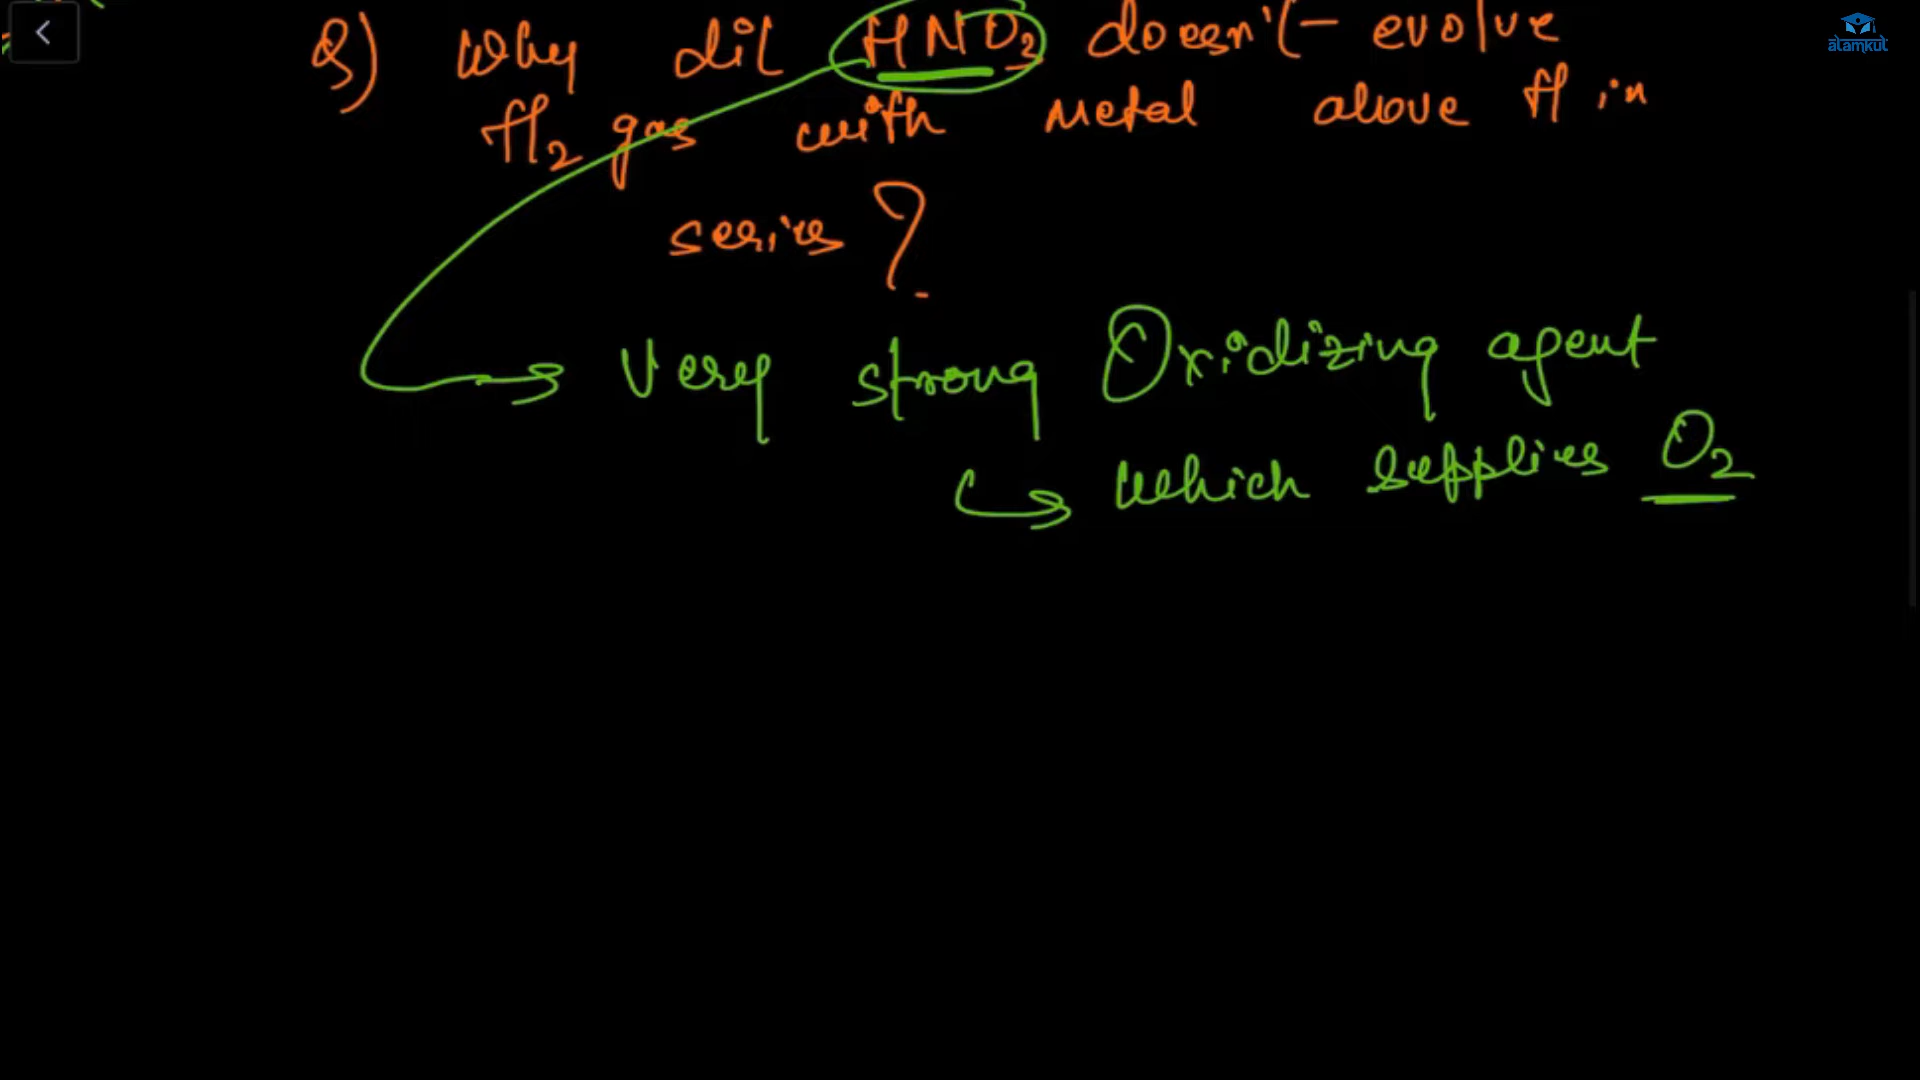 Q) Why dil HNO3 doesn't evolve
H2 gas with Metal above H in
series ?
Very strong Oxidizing agent
which supplies O2
alamkul